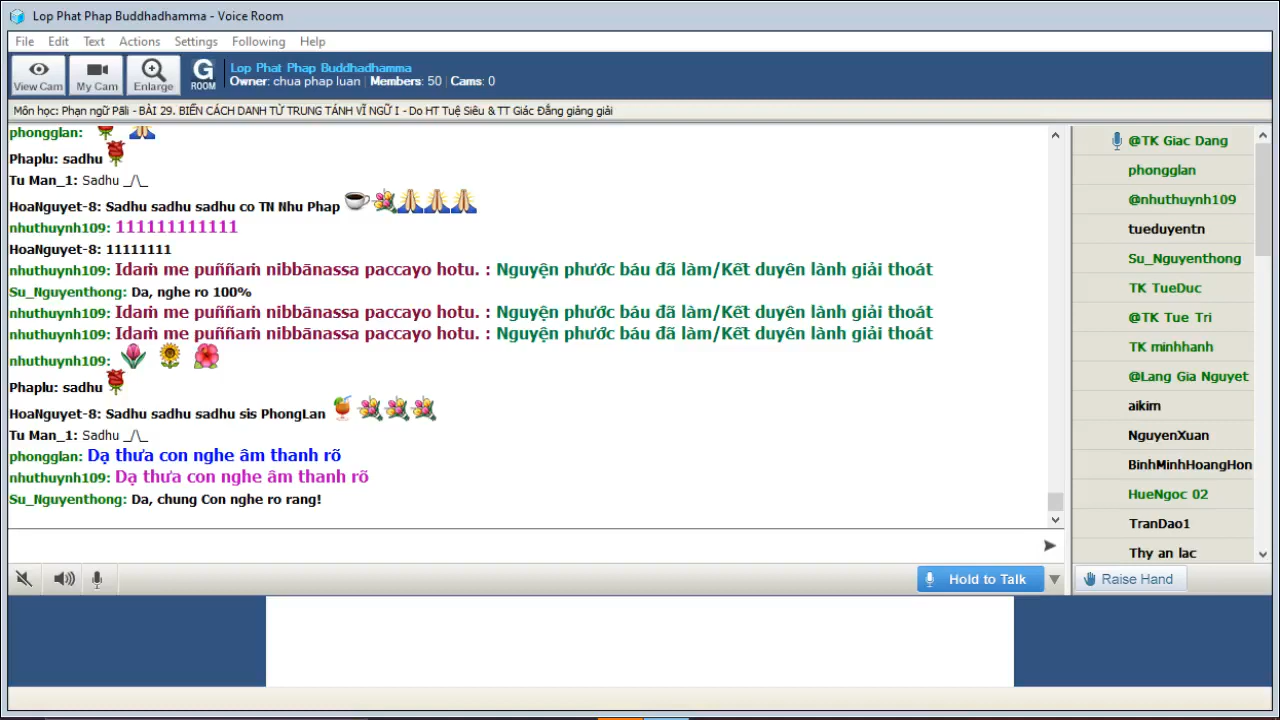 Lop Phat Phap Buddhadhamma - Voice Room
File Edit Text Actions Settings Following Help
View Cam My Cam Enlarge G ROOM
Lop Phat Phap Buddhadhamma
Owner: chua phap luan | Members: 50 | Cams: 0
Môn học: Phạn ngữ Pāli - BÀI 29. BIẾN CÁCH DANH TỪ TRUNG TÁNH VĨ NGỮ I - Do HT Tuệ Siêu & TT Giác Đẳng giảng giải
phongglan:
Phaplu: sadhu
Tu Man_1: Sadhu _/\_
HoaNguyet-8: Sadhu sadhu sadhu co TN Nhu Phap
nhuthuynh109: 111111111111
HoaNguyet-8: 11111111
nhuthuynh109: Idaṁ me puññaṁ nibbānassa paccayo hotu. : Nguyện phước báu đã làm/Kết duyên lành giải thoát
Su_Nguyenthong: Da, nghe ro 100%
nhuthuynh109: Idaṁ me puññaṁ nibbānassa paccayo hotu. : Nguyện phước báu đã làm/Kết duyên lành giải thoát
nhuthuynh109: Idaṁ me puññaṁ nibbānassa paccayo hotu. : Nguyện phước báu đã làm/Kết duyên lành giải thoát
nhuthuynh109:
Phaplu: sadhu
HoaNguyet-8: Sadhu sadhu sadhu sis PhongLan
Tu Man_1: Sadhu _/\_
phongglan: Dạ thưa con nghe âm thanh rõ
nhuthuynh109: Dạ thưa con nghe âm thanh rõ
Su_Nguyenthong: Da, chung Con nghe ro rang!
Hold to Talk
@TK Giac Dang
phongglan
@nhuthuynh109
tueduyentn
Su_Nguyenthong
TK TueDuc
@TK Tue Tri
TK minhhanh
@Lang Gia Nguyet
aikim
NguyenXuan
BinhMinhHoangHon
HueNgoc 02
TranDao1
Thy an lac
Raise Hand